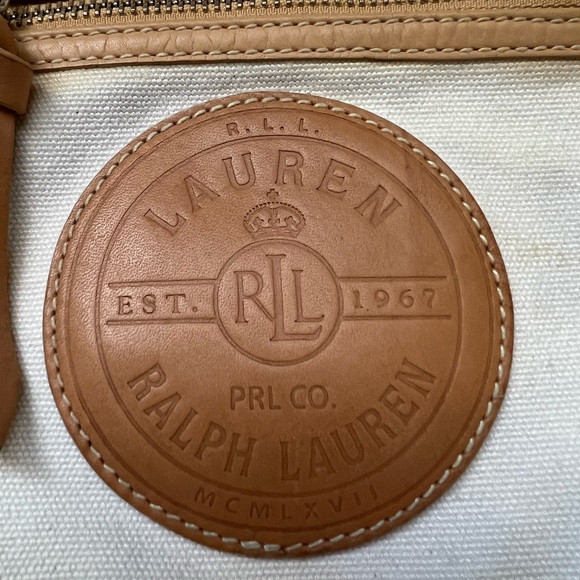 R. L. L.
LAUREN
RLL
EST. 1967
PRL CO.
RALPH LAUREN
MCMLXVII